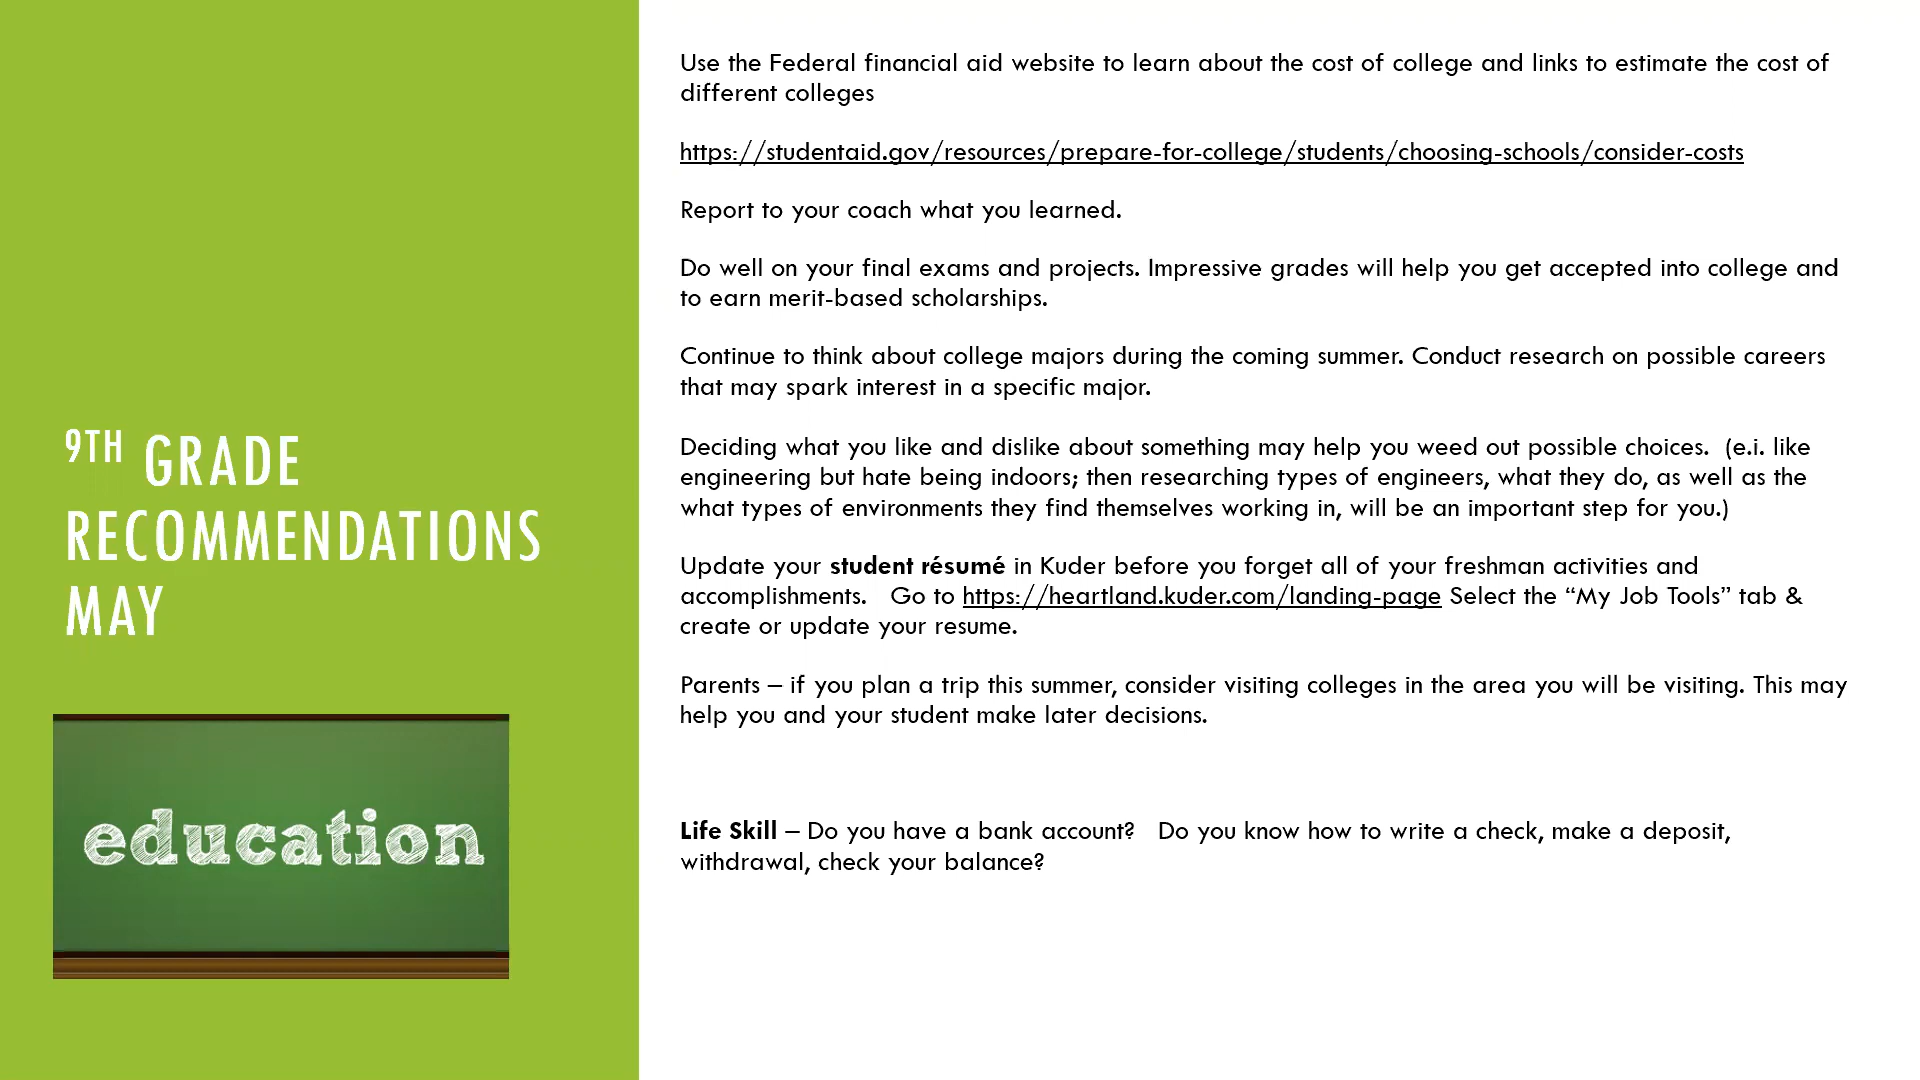 9TH GRADE
RECOMMENDATIONS
MAY
education
Use the Federal financial aid website to learn about the cost of college and links to estimate the cost of
different colleges
https://studentaid.gov/resources/prepare-for-college/students/choosing-schools/consider-costs
Report to your coach what you learned.
Do well on your final exams and projects. Impressive grades will help you get accepted into college and
to earn merit-based scholarships.
Continue to think about college majors during the coming summer. Conduct research on possible careers
that may spark interest in a specific major.
Deciding what you like and dislike about something may help you weed out possible choices.  (e.i. like
engineering but hate being indoors; then researching types of engineers, what they do, as well as the
what types of environments they find themselves working in, will be an important step for you.)
Update your student résumé in Kuder before you forget all of your freshman activities and
accomplishments.   Go to https://heartland.kuder.com/landing-page Select the “My Job Tools” tab &
create or update your resume.
Parents – if you plan a trip this summer, consider visiting colleges in the area you will be visiting. This may
help you and your student make later decisions.
Life Skill – Do you have a bank account?   Do you know how to write a check, make a deposit,
withdrawal, check your balance?